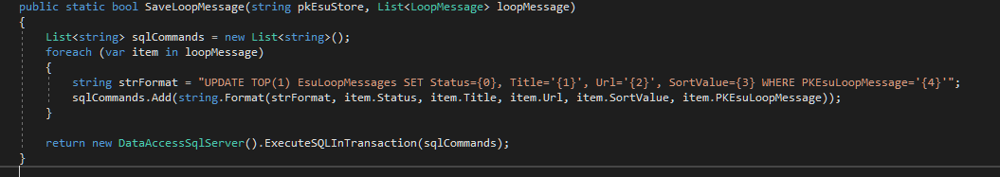 public static bool SaveLoopMessage(string pkEsuStore, List<LoopMessage> loopMessage)
{
List<string> sqlCommands = new List<string>();
foreach (var item in loopMessage)
{
string strFormat = "UPDATE TOP(1) EsuLoopMessages SET Status={0}, Title='{1}', Url='{2}', SortValue={3} WHERE PKEsuLoopMessage='{4}'";
sqlCommands.Add(string.Format(strFormat, item.Status, item.Title, item.Url, item.SortValue, item.PKEsuLoopMessage));
}
return new DataAccessSqlServer().ExecuteSQLInTransaction(sqlCommands);
}